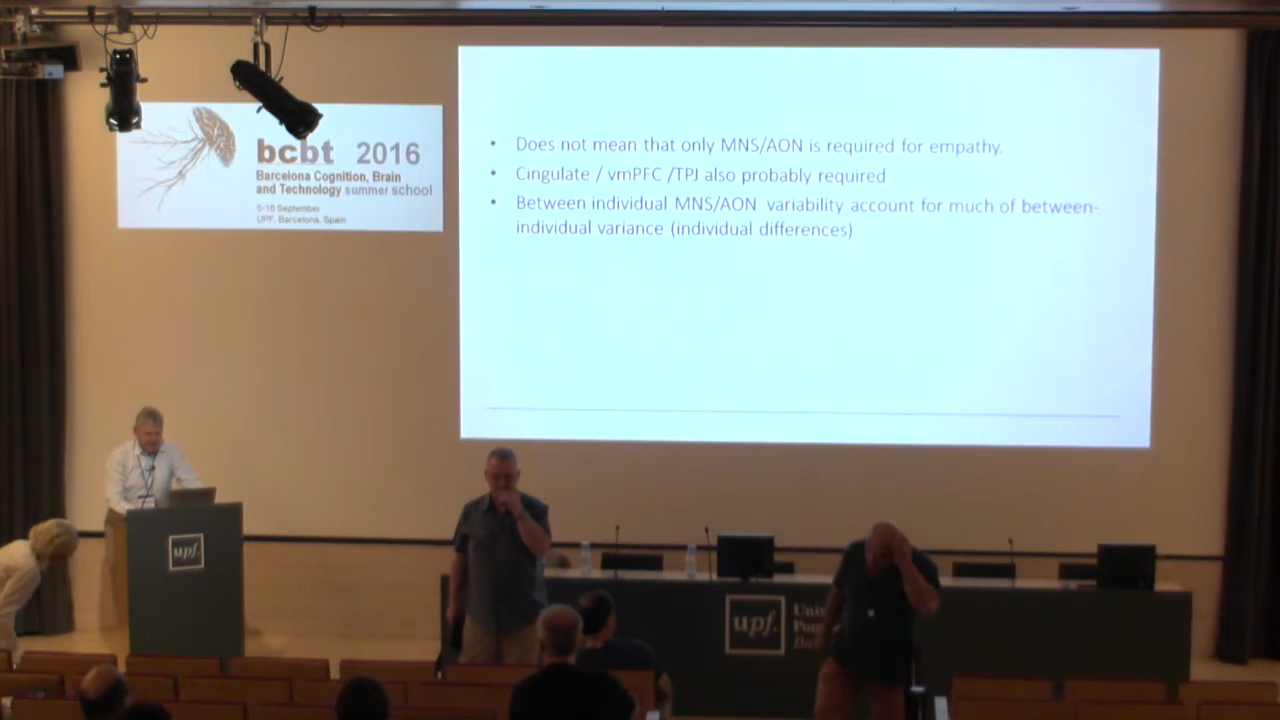 bcbt 2016
Barcelona Cognition, Brain
and Technology summer school
5-16 September
UPF. Barcelona, Spain
• Does not mean that only MNS/AON is required for empathy.
• Cingulate / vmPFC /TPJ also probably required
• Between individual MNS/AON variability account for much of between-
individual variance (individual differences)
upf.
upf.